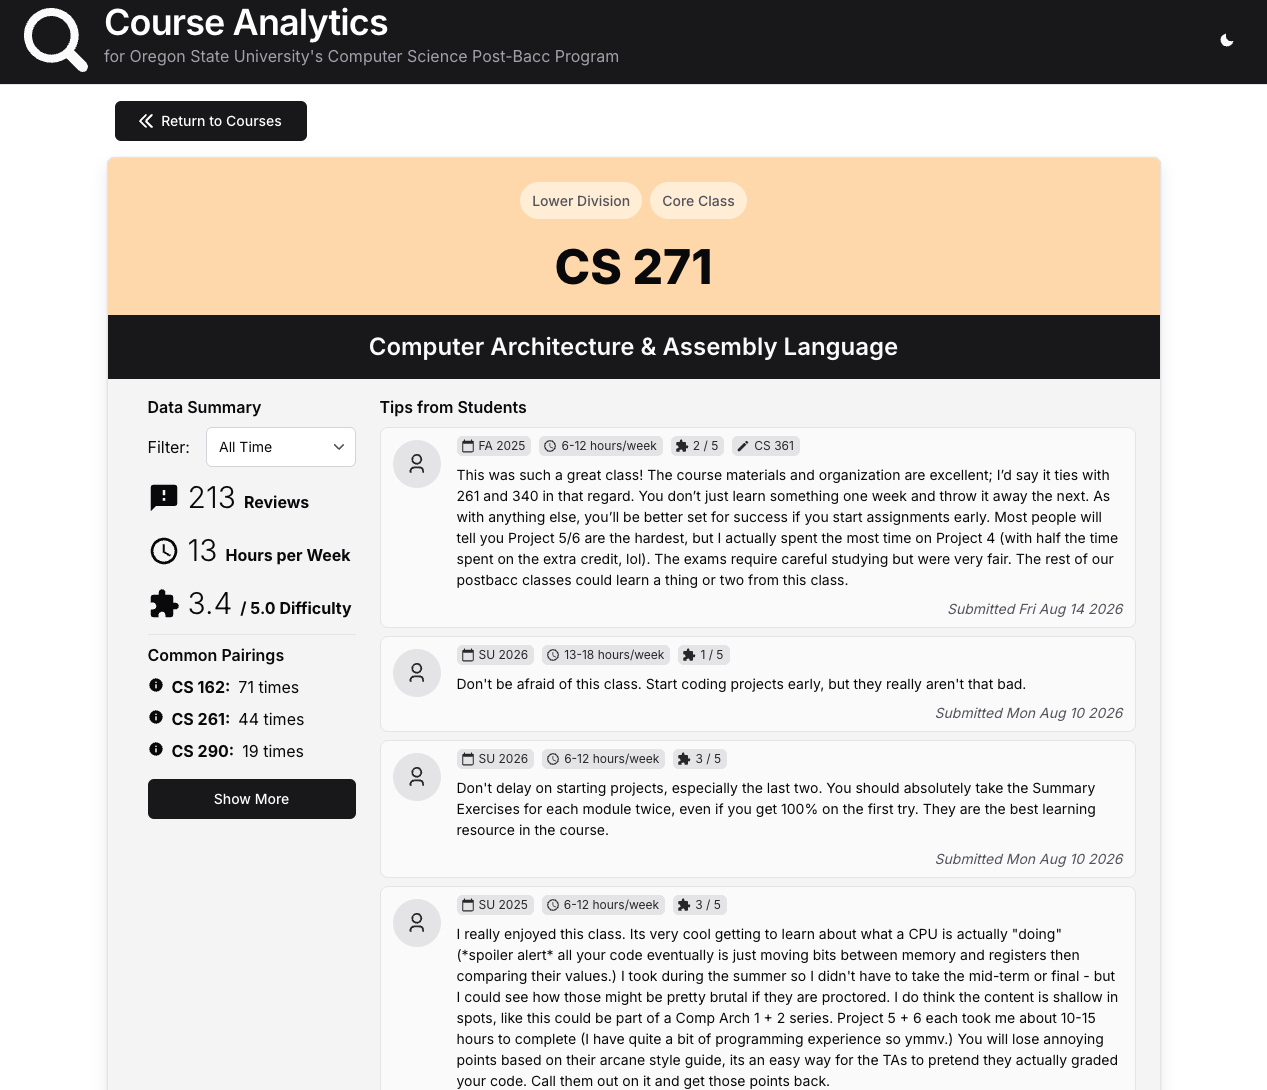 Course Analytics
for Oregon State University's Computer Science Post-Bacc Program
Return to Courses
Lower Division Core Class
CS 271
Computer Architecture & Assembly Language
Data Summary
Filter: All Time
213 Reviews
13 Hours per Week
3.4 / 5.0 Difficulty
Common Pairings
CS 162: 71 times
CS 261: 44 times
CS 290: 19 times
Show More
Tips from Students
FA 2025 6-12 hours/week 2 / 5 CS 361
This was such a great class! The course materials and organization are excellent; I’d say it ties with
261 and 340 in that regard. You don’t just learn something one week and throw it away the next. As
with anything else, you’ll be better set for success if you start assignments early. Most people will
tell you Project 5/6 are the hardest, but I actually spent the most time on Project 4 (with half the time
spent on the extra credit, lol). The exams require careful studying but were very fair. The rest of our
postbacc classes could learn a thing or two from this class.
Submitted Fri Aug 14 2026
SU 2026 13-18 hours/week 1 / 5
Don't be afraid of this class. Start coding projects early, but they really aren't that bad.
Submitted Mon Aug 10 2026
SU 2026 6-12 hours/week 3 / 5
Don't delay on starting projects, especially the last two. You should absolutely take the Summary
Exercises for each module twice, even if you get 100% on the first try. They are the best learning
resource in the course.
Submitted Mon Aug 10 2026
SU 2025 6-12 hours/week 3 / 5
I really enjoyed this class. Its very cool getting to learn about what a CPU is actually "doing"
(*spoiler alert* all your code eventually is just moving bits between memory and registers then
comparing their values.) I took during the summer so I didn't have to take the mid-term or final - but
I could see how those might be pretty brutal if they are proctored. I do think the content is shallow in
spots, like this could be part of a Comp Arch 1 + 2 series. Project 5 + 6 each took me about 10-15
hours to complete (I have quite a bit of programming experience so ymmv.) You will lose annoying
points based on their arcane style guide, its an easy way for the TAs to pretend they actually graded
your code. Call them out on it and get those points back.